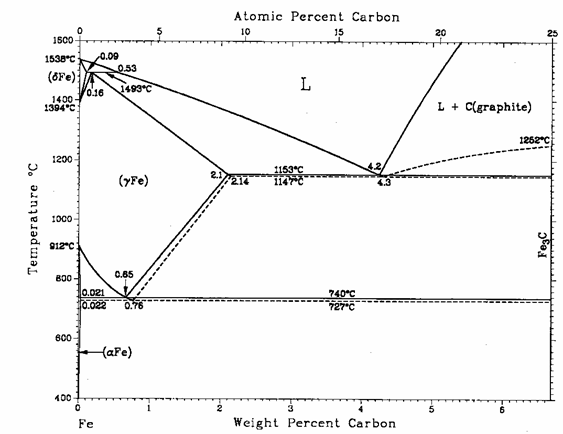 Atomic Percent Carbon
0 5 10 15 20 25
1600
1538°C
0.09
0.53
(δFe)
L
1400
0.16
1493°C
1394°C
L + C(graphite)
1252°C
1200
1153°C
4.2
2.1
2.14
1147°C
4.3
(γFe)
Temperature °C
1000
912°C
Fe₃C
800
0.65
0.021
740°C
0.022
0.76
727°C
600
(αFe)
400
0 1 2 3 4 5 6
Fe
Weight Percent Carbon